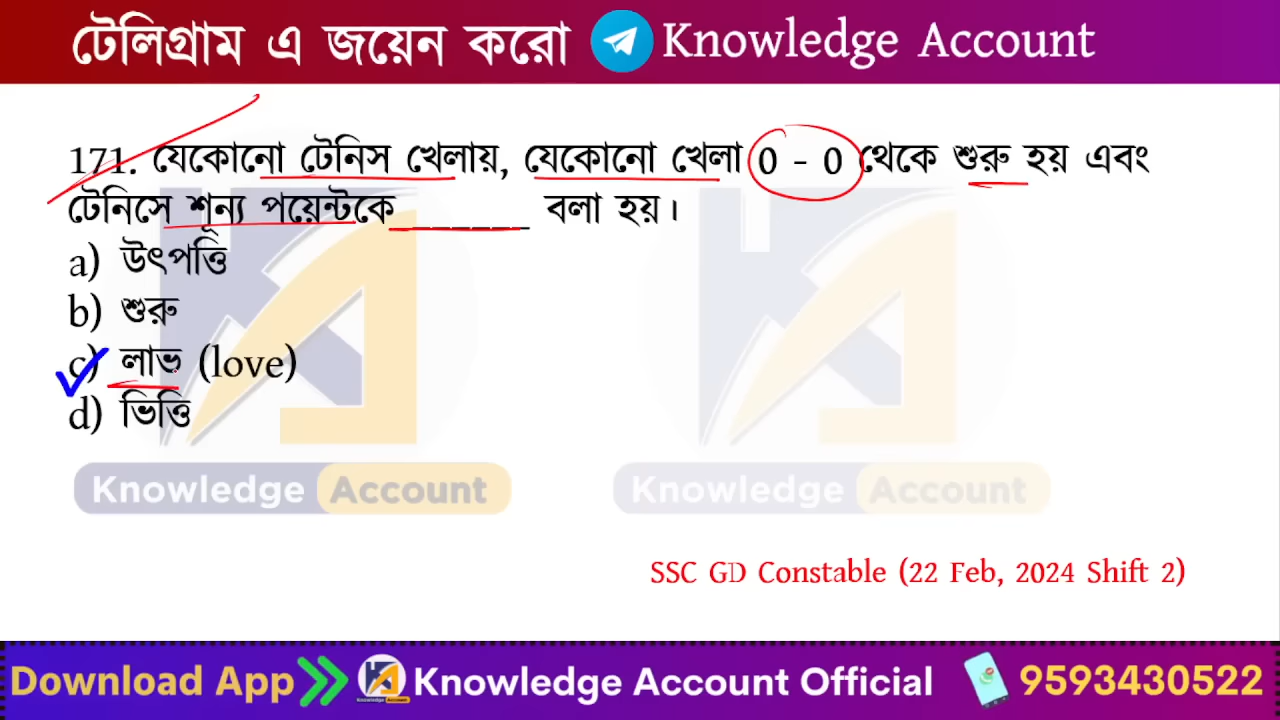 টেলিগ্রাম এ জয়েন করো Knowledge Account
171. যেকোনো টেনিস খেলায়, যেকোনো খেলা 0 - 0 থেকে শুরু হয় এবং
টেনিসে শূন্য পয়েন্টকে _______ বলা হয়।
a) উৎপত্তি
b) শুরু
c) লাভ (love)
d) ভিত্তি
Knowledge Account
Knowledge Account
SSC GD Constable (22 Feb, 2024 Shift 2)
Download App Knowledge Account Official 9593430522